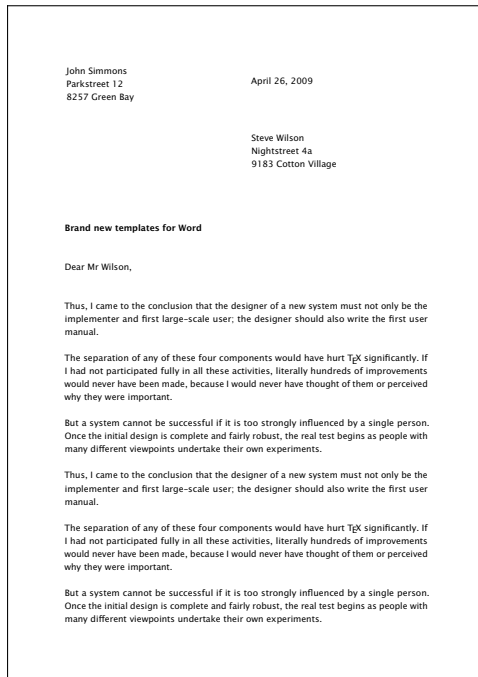 John Simmons
Parkstreet 12
8257 Green Bay
April 26, 2009
Steve Wilson
Nightstreet 4a
9183 Cotton Village
Brand new templates for Word
Dear Mr Wilson,
Thus, I came to the conclusion that the designer of a new system must not only be the
implementer and first large-scale user; the designer should also write the first user
manual.
The separation of any of these four components would have hurt TEX significantly. If
I had not participated fully in all these activities, literally hundreds of improvements
would never have been made, because I would never have thought of them or perceived
why they were important.
But a system cannot be successful if it is too strongly influenced by a single person.
Once the initial design is complete and fairly robust, the real test begins as people with
many different viewpoints undertake their own experiments.
Thus, I came to the conclusion that the designer of a new system must not only be the
implementer and first large-scale user; the designer should also write the first user
manual.
The separation of any of these four components would have hurt TEX significantly. If
I had not participated fully in all these activities, literally hundreds of improvements
would never have been made, because I would never have thought of them or perceived
why they were important.
But a system cannot be successful if it is too strongly influenced by a single person.
Once the initial design is complete and fairly robust, the real test begins as people with
many different viewpoints undertake their own experiments.